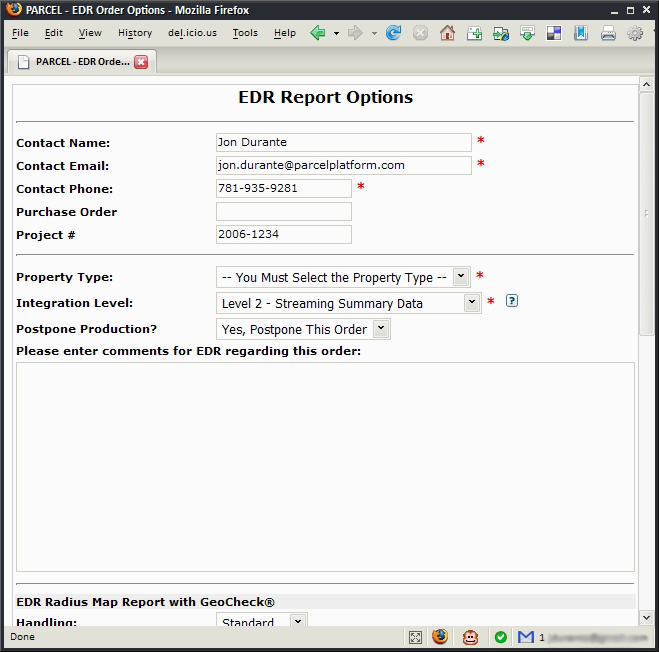 PARCEL - EDR Order Options - Mozilla Firefox
File Edit View History del.icio.us Tools Help
PARCEL - EDR Orde...
EDR Report Options
Contact Name: Jon Durante *
Contact Email: jon.durante@parcelplatform.com *
Contact Phone: 781-935-9281 *
Purchase Order
Project # 2006-1234
Property Type: -- You Must Select the Property Type -- *
Integration Level: Level 2 - Streaming Summary Data * ?
Postpone Production? Yes, Postpone This Order
Please enter comments for EDR regarding this order:
EDR Radius Map Report with GeoCheck®
Handling: Standard
Done 1